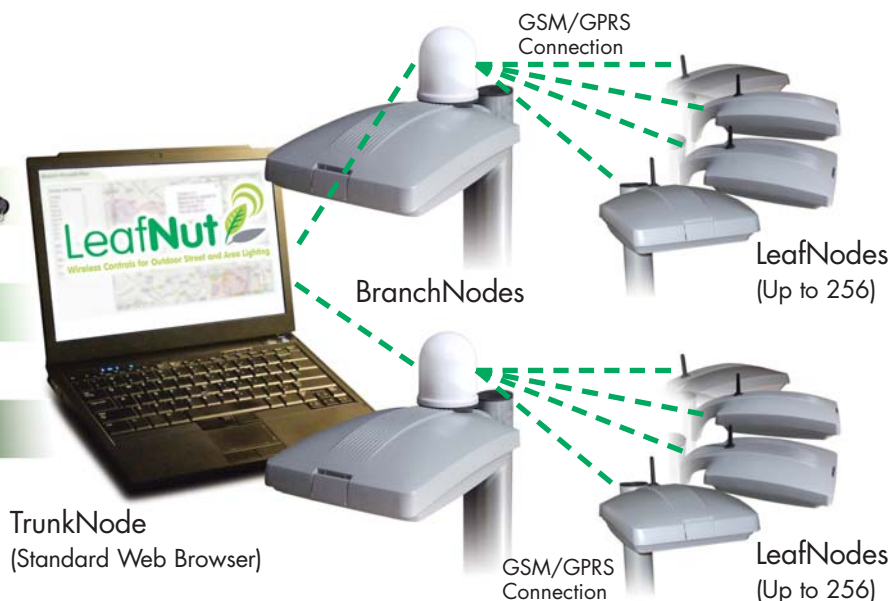 GSM/GPRS
Connection
LeafNut
Wireless Controls for Outdoor Street and Area Lighting
BranchNodes
LeafNodes
(Up to 256)
TrunkNode
(Standard Web Browser)
GSM/GPRS
Connection
LeafNodes
(Up to 256)